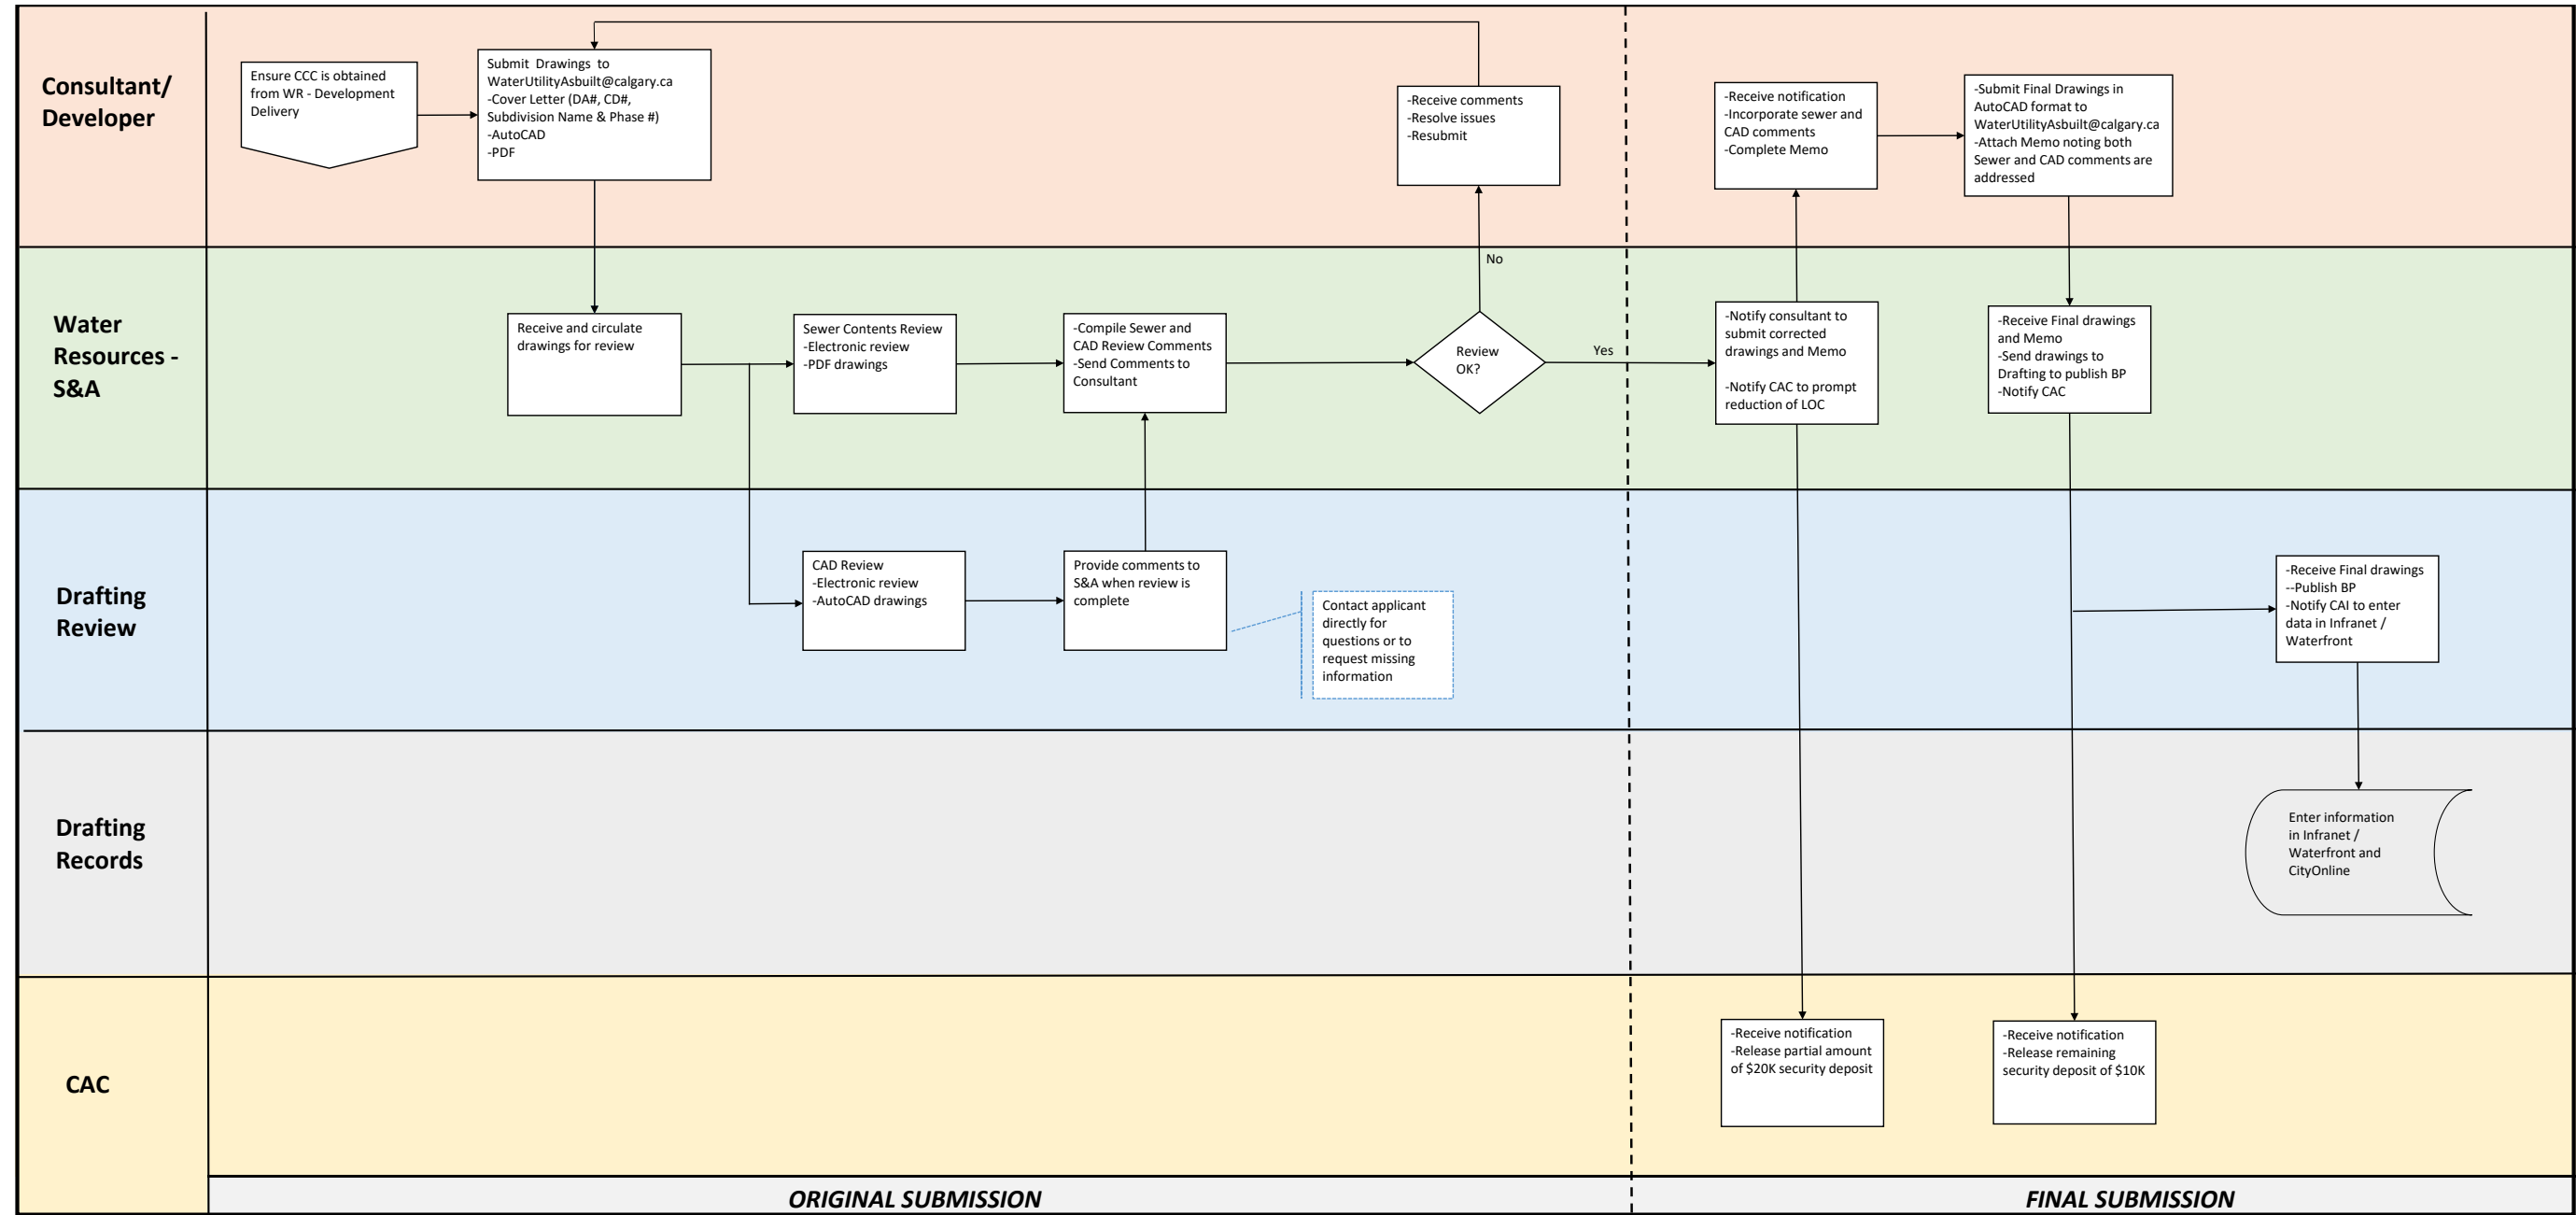 Consultant/
Developer
Ensure CCC is obtained
from WR - Development
Delivery
Submit Drawings to
WaterUtilityAsbuilt@calgary.ca
-Cover Letter (DA#, CD#,
Subdivision Name & Phase #)
-AutoCAD
-PDF
-Receive comments
-Resolve issues
-Resubmit
-Receive notification
-Incorporate sewer and
CAD comments
-Complete Memo
-Submit Final Drawings in
AutoCAD format to
WaterUtilityAsbuilt@calgary.ca
-Attach Memo noting both
Sewer and CAD comments are
addressed
Water
Resources -
S&A
Receive and circulate
drawings for review
Sewer Contents Review
-Electronic review
-PDF drawings
-Compile Sewer and
CAD Review Comments
-Send Comments to
Consultant
Review
OK?
No
Yes
-Notify consultant to
submit corrected
drawings and Memo
-Notify CAC to prompt
reduction of LOC
-Receive Final drawings
and Memo
-Send drawings to
Drafting to publish BP
-Notify CAC
Drafting
Review
CAD Review
-Electronic review
-AutoCAD drawings
Provide comments to
S&A when review is
complete
Contact applicant
directly for
questions or to
request missing
information
-Receive Final drawings
--Publish BP
-Notify CAI to enter
data in Infranet /
Waterfront
Drafting
Records
Enter information
in Infranet /
Waterfront and
CityOnline
CAC
-Receive notification
-Release partial amount
of $20K security deposit
-Receive notification
-Release remaining
security deposit of $10K
ORIGINAL SUBMISSION
FINAL SUBMISSION